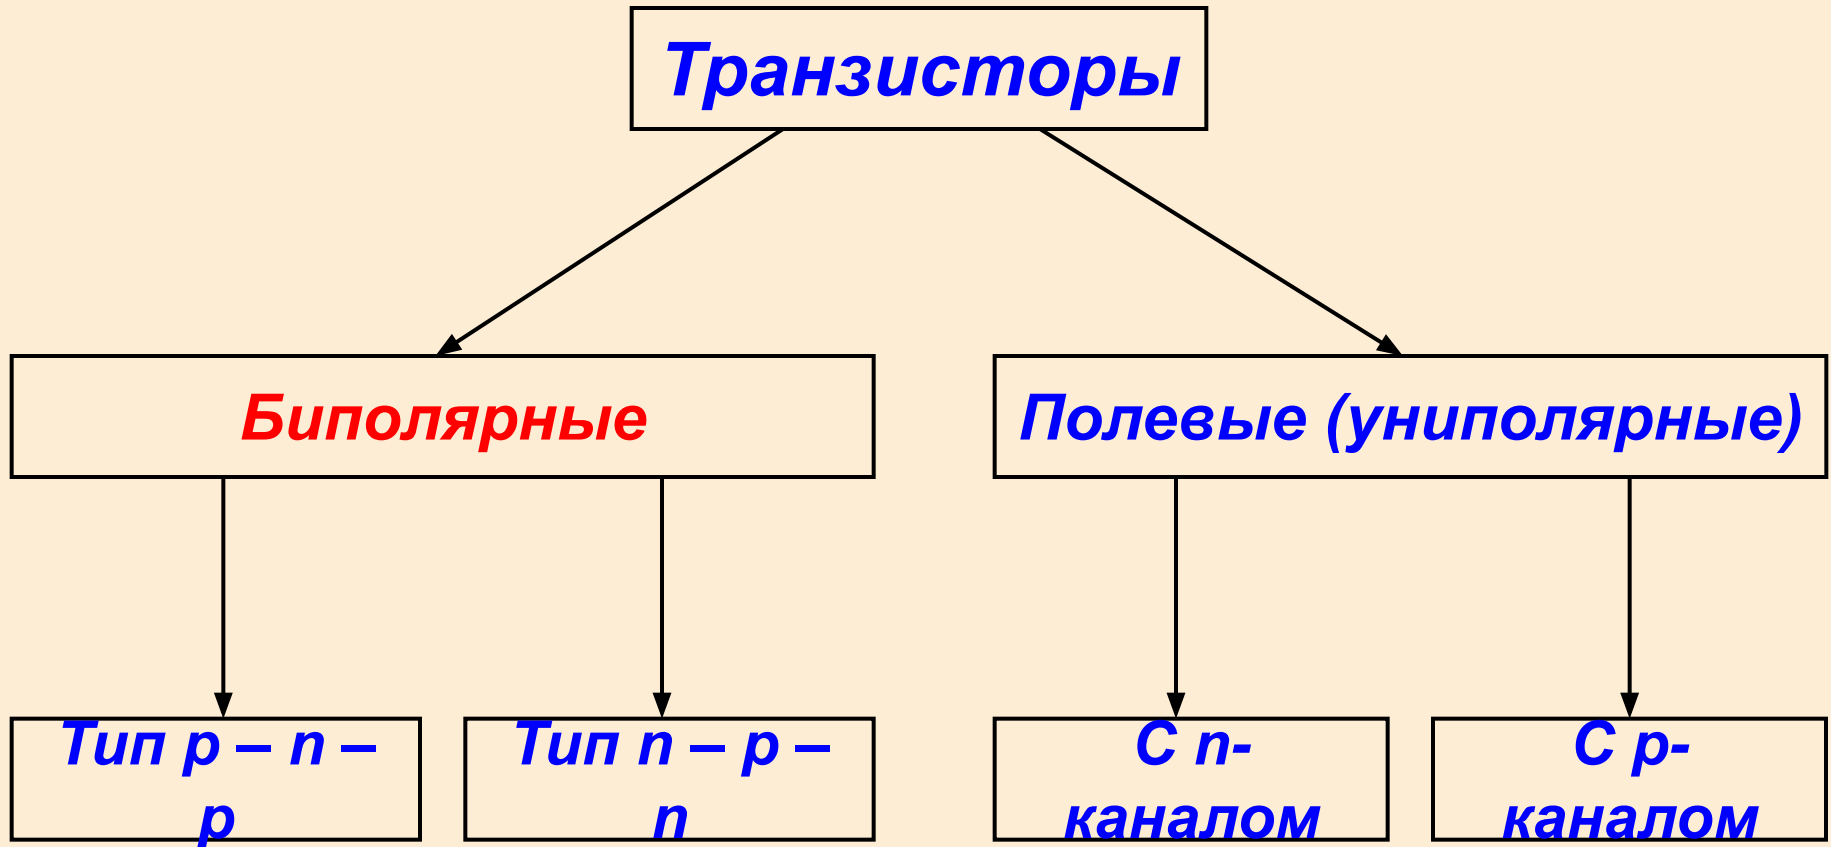 Транзисторы
Биполярные
Полевые (униполярные)
Тип p – n –
p
Тип n – p –
n
С n-
каналом
С p-
каналом